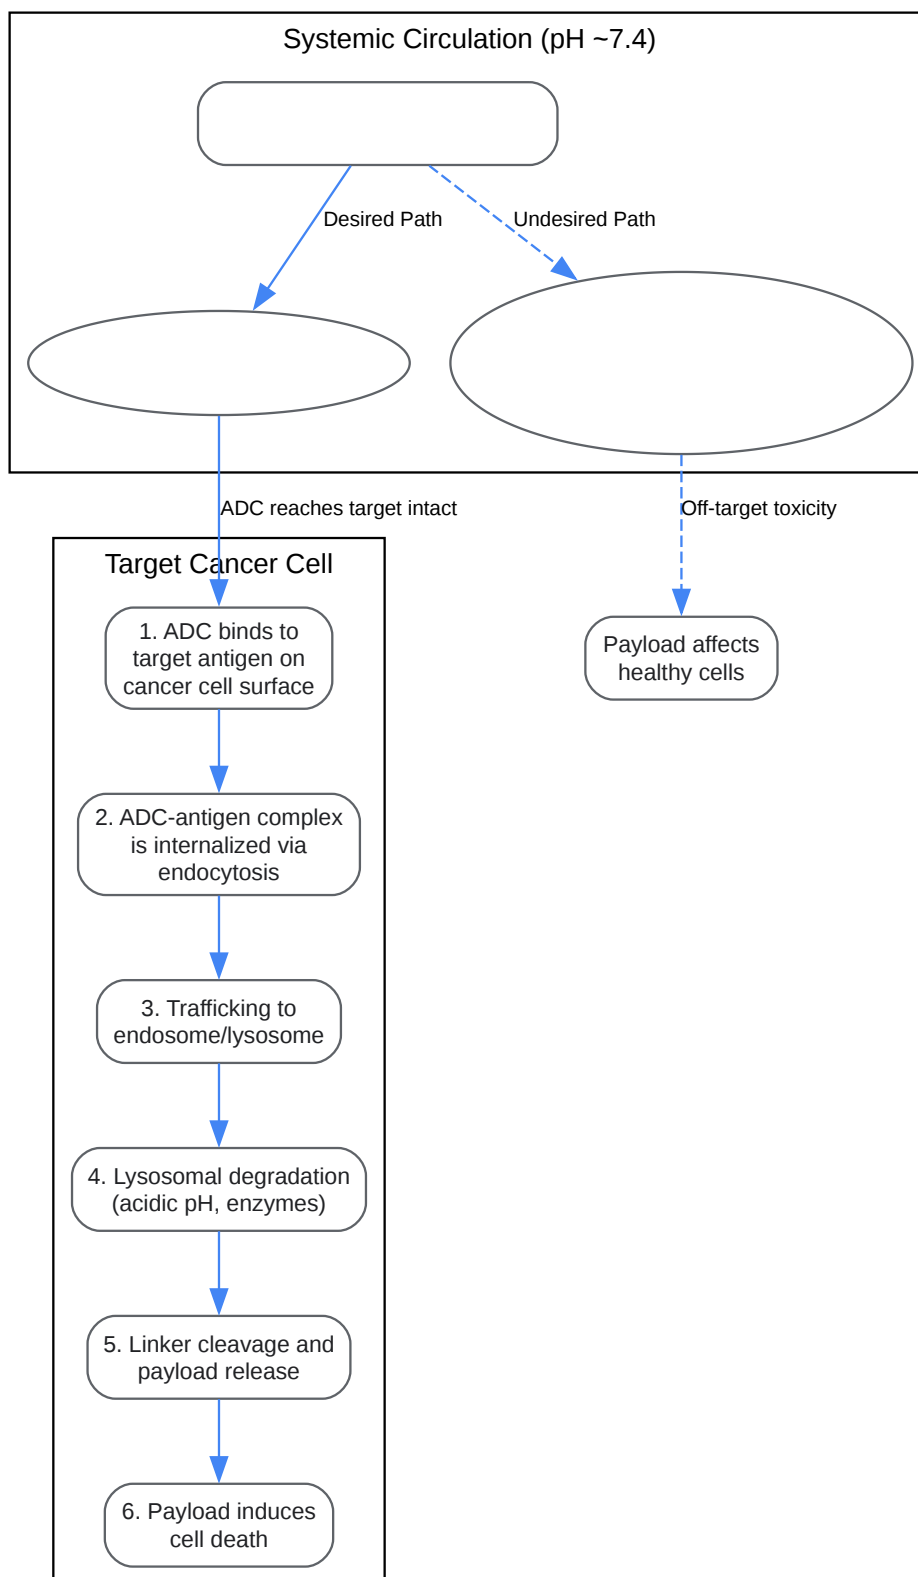 Systemic Circulation (pH ~7.4)
Desired Path
Undesired Path
ADC reaches target intact
Off-target toxicity
Target Cancer Cell
1. ADC binds to
target antigen on
cancer cell surface
Payload affects
healthy cells
2. ADC-antigen complex
is internalized via
endocytosis
3. Trafficking to
endosome/lysosome
4. Lysosomal degradation
(acidic pH, enzymes)
5. Linker cleavage and
payload release
6. Payload induces
cell death